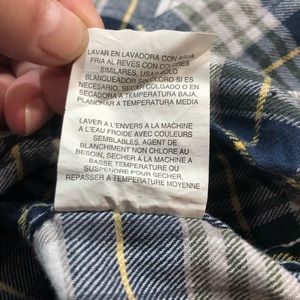 LAVAR EN LAVADORA CON AGUA
FRIA AL REVES CON COLORES
SIMILARES, USAR SOLO
BLANQUEADOR SIN CLORO SI ES
NECESARIO, SECAR COLGADO O EN
SECADORA A TEMPERATURA BAJA,
PLANCHAR A TEMPERATURA MEDIA
LAVER A L'ENVERS A LA MACHINE
A L'EAU FROIDE AVEC COULEURS
SEMBLABLES, AGENT DE
BLANCHIMENT NON CHLORE AU
BESOIN, SECHER A LA MACHINE A
BASSE TEMPERATURE OU
SUSPENDRE POUR SECHER,
REPASSER A TEMPERATURE MOYENNE